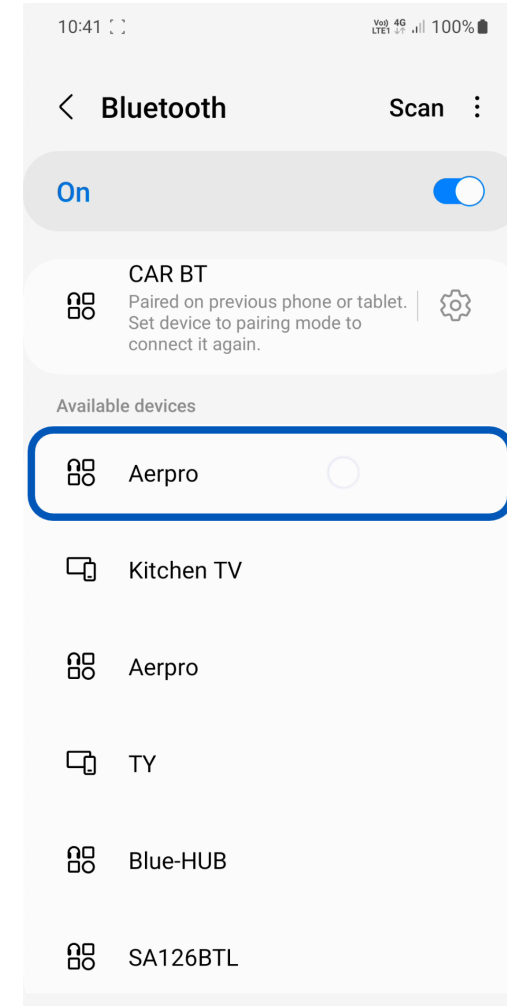 10:41 Vo)) LTE1 4G 100%
Bluetooth Scan
On
CAR BT
Paired on previous phone or tablet.
Set device to pairing mode to
connect it again.
Available devices
Aerpro
Kitchen TV
Aerpro
TY
Blue-HUB
SA126BTL